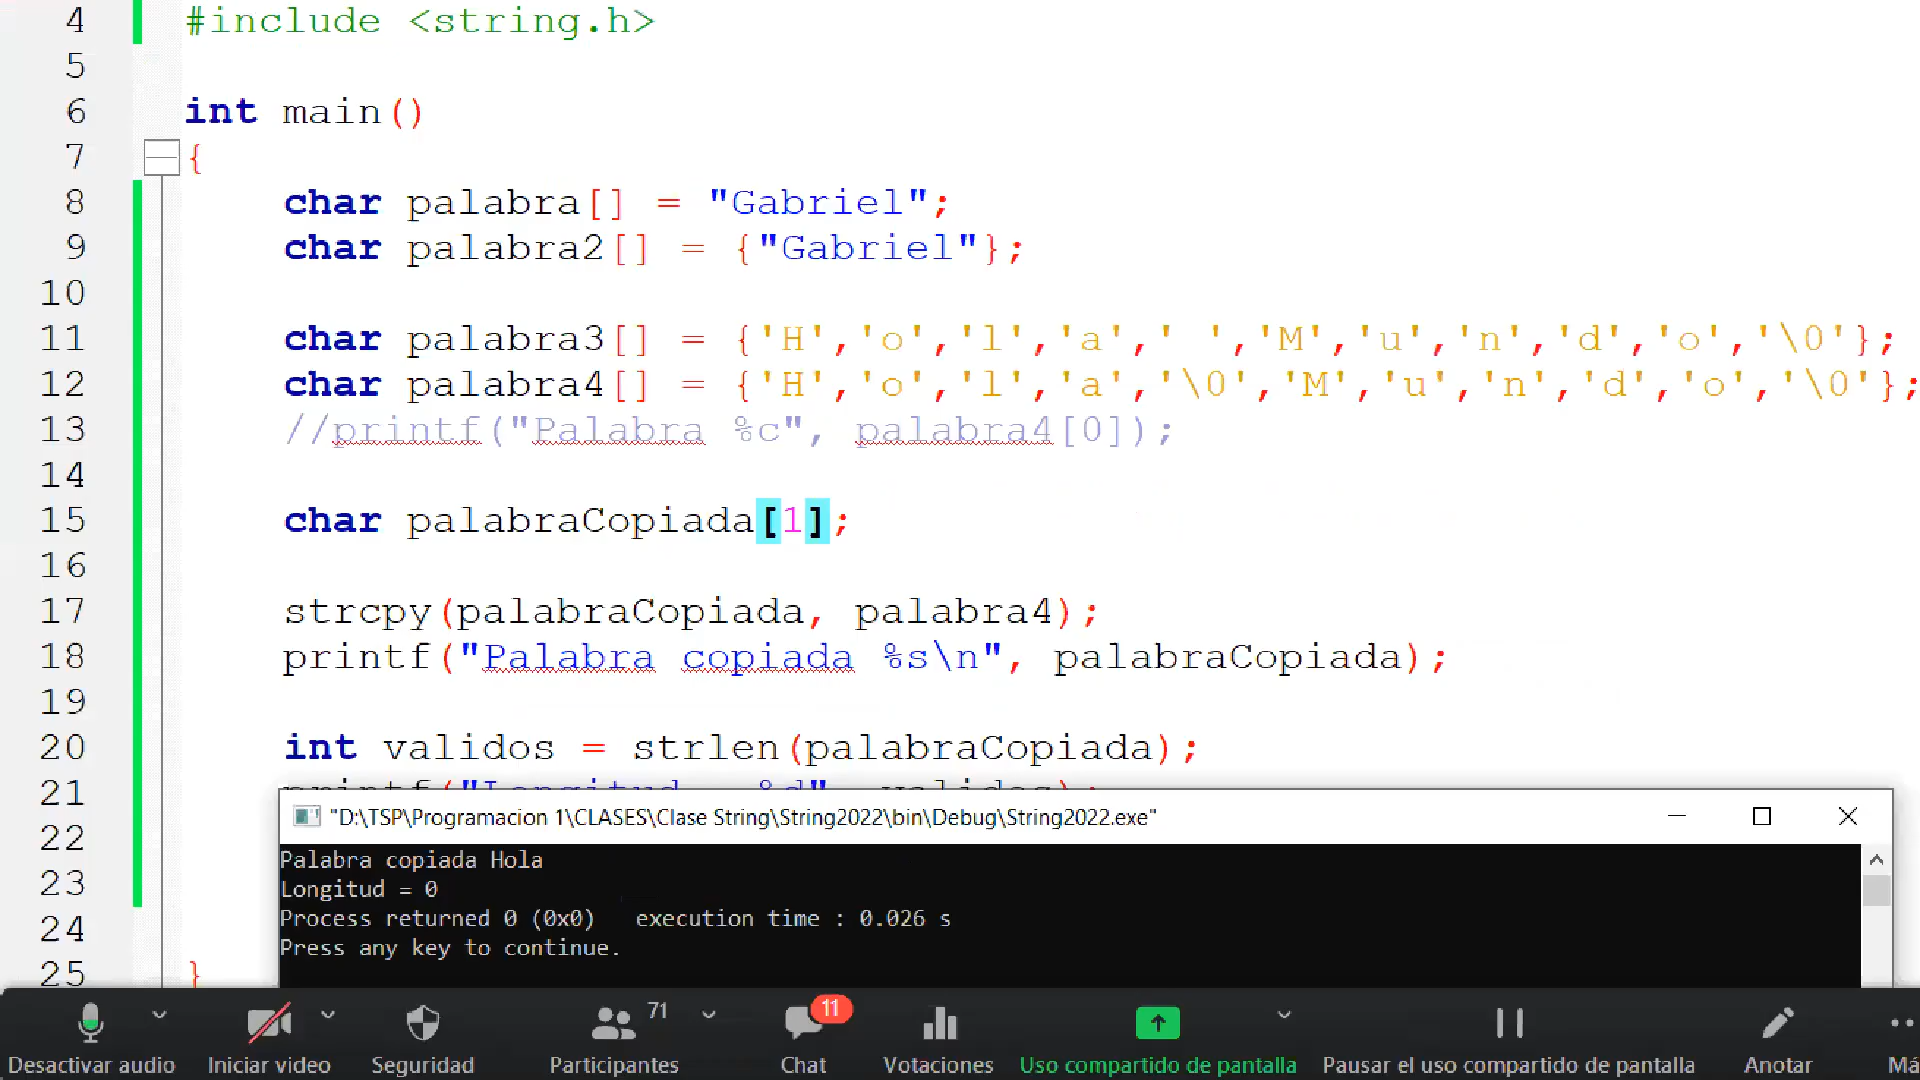 4 #include <string.h>
5
6 int main()
7 {
8 char palabra[] = "Gabriel";
9 char palabra2[] = {"Gabriel"};
10
11 char palabra3[] = {'H','o','l','a',' ','M','u','n','d','o','\0'};
12 char palabra4[] = {'H','o','l','a','\0','M','u','n','d','o','\0'};
13 //printf("Palabra %c", palabra4[0]);
14
15 char palabraCopiada[1];
16
17 strcpy(palabraCopiada, palabra4);
18 printf("Palabra copiada %s\n", palabraCopiada);
19
20 int validos = strlen(palabraCopiada);
21
22
23
24
25 }
"D:\TSP\Programacion 1\CLASES\Clase String\String2022\bin\Debug\String2022.exe"
Palabra copiada Hola
Longitud = 0
Process returned 0 (0x0) execution time : 0.026 s
Press any key to continue.
71
11
Desactivar audio Iniciar video Seguridad Participantes Chat Votaciones Uso compartido de pantalla Pausar el uso compartido de pantalla Anotar